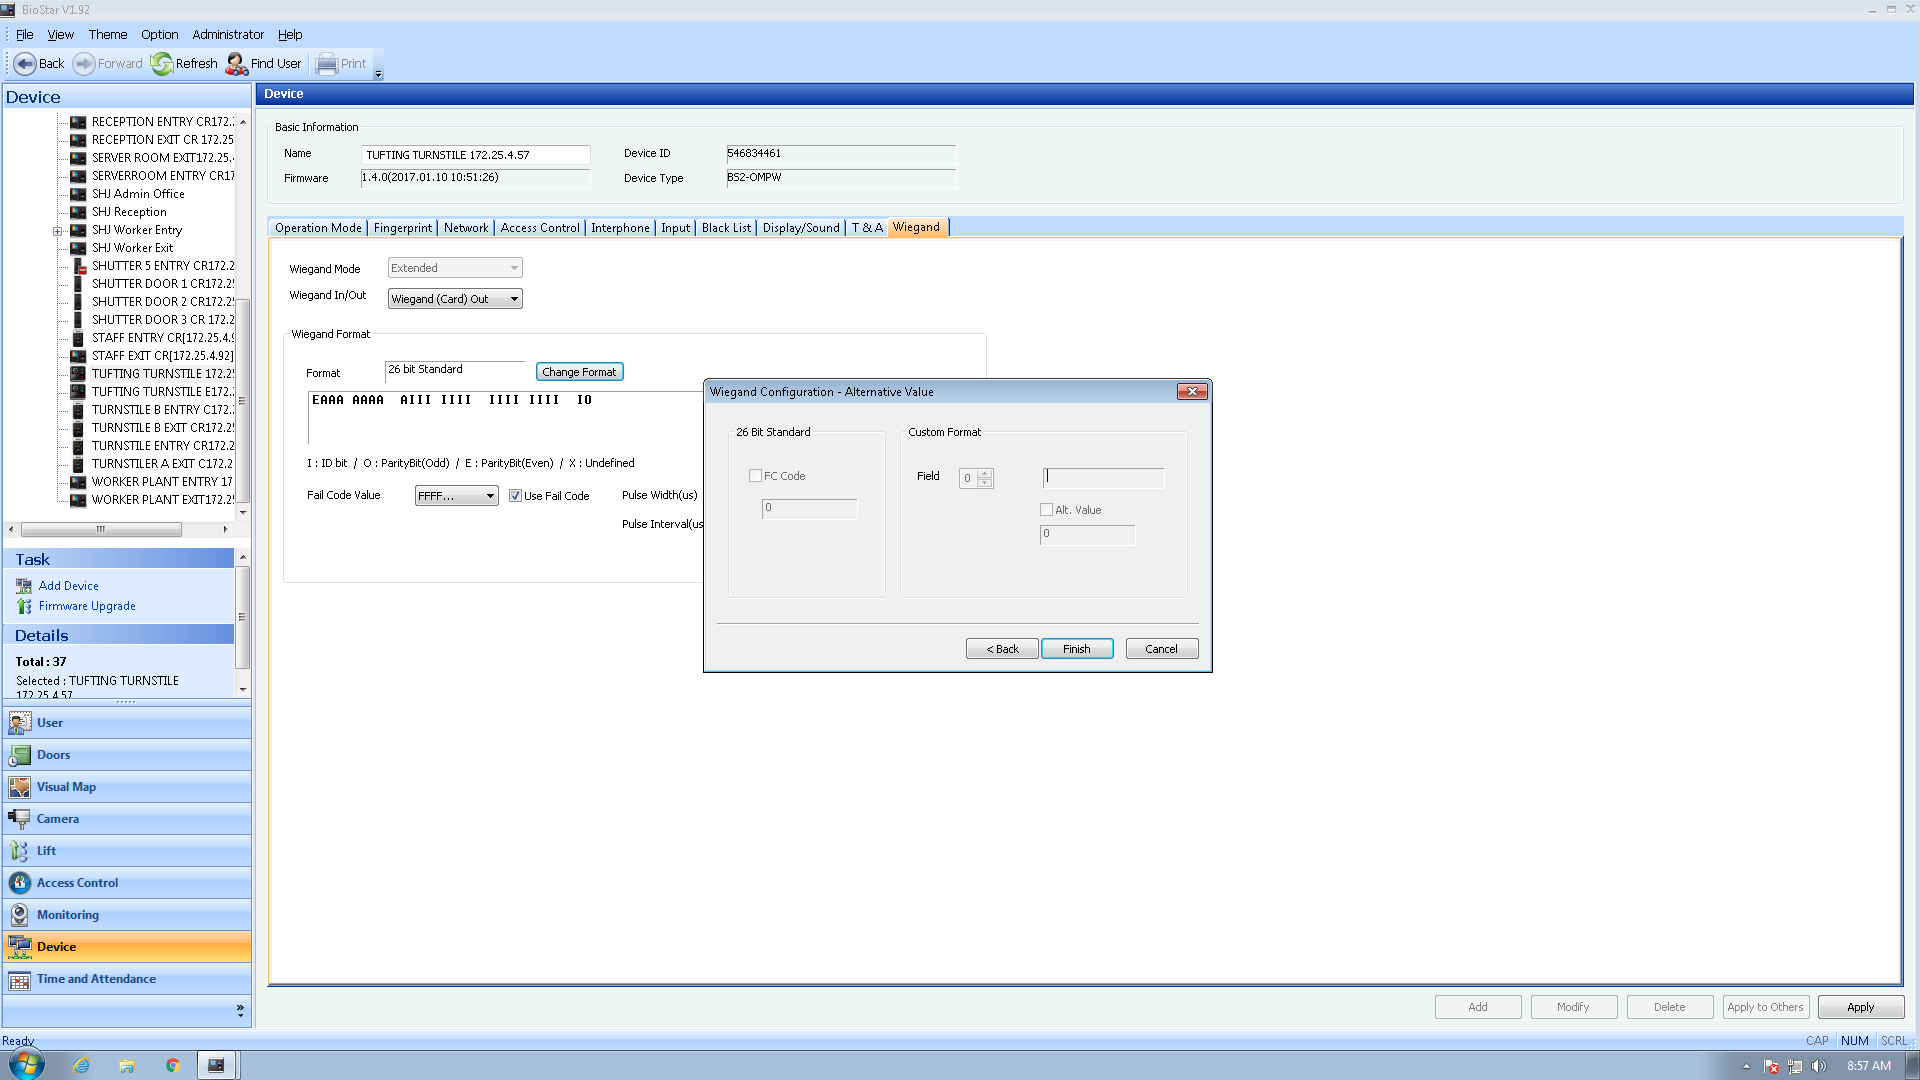 BioStar V1.92
File View Theme Option Administrator Help
Back Forward Refresh Find User Print
Device
RECEPTION ENTRY CR172.
RECEPTION EXIT CR 172.25
SERVER ROOM EXIT172.25.
SERVERROOM ENTRY CR17
SHJ Admin Office
SHJ Reception
SHJ Worker Entry
SHJ Worker Exit
SHUTTER 5 ENTRY CR172.2
SHUTTER DOOR 1 CR172.25
SHUTTER DOOR 2 CR172.25
SHUTTER DOOR 3 CR 172.2
STAFF ENTRY CR[172.25.4.9
STAFF EXIT CR[172.25.4.92]
TUFTING TURNSTILE 172.25
TUFTING TURNSTILE E172.2
TURNSTILE B ENTRY C172.2
TURNSTILE B EXIT CR172.25
TURNSTILE ENTRY CR172.2
TURNSTILER A EXIT C172.2
WORKER PLANT ENTRY 17
WORKER PLANT EXIT172.25
Task
Add Device
Firmware Upgrade
Details
Total : 37
Selected : TUFTING TURNSTILE
172.25.4.57
User
Doors
Visual Map
Camera
Lift
Access Control
Monitoring
Device
Time and Attendance
Ready
Device
Basic Information
Name TUFTING TURNSTILE 172.25.4.57 Device ID 546834461
Firmware 1.4.0(2017.01.10 10:51:26) Device Type BS2-OMPW
Operation Mode Fingerprint Network Access Control Interphone Input Black List Display/Sound T & A Wiegand
Wiegand Mode Extended
Wiegand In/Out Wiegand (Card) Out
Wiegand Format
Format 26 bit Standard Change Format
EAAA AAAA AIII IIII IIII IIII IO
I : ID bit / O : ParityBit(Odd) / E : ParityBit(Even) / X : Undefined
Fail Code Value FFFF... Use Fail Code Pulse Width(us)
Pulse Interval(us
Wiegand Configuration - Alternative Value
26 Bit Standard
FC Code
0
Custom Format
Field 0
Alt. Value
0
< Back Finish Cancel
Add Modify Delete Apply to Others Apply
CAP NUM SCRL
8:57 AM